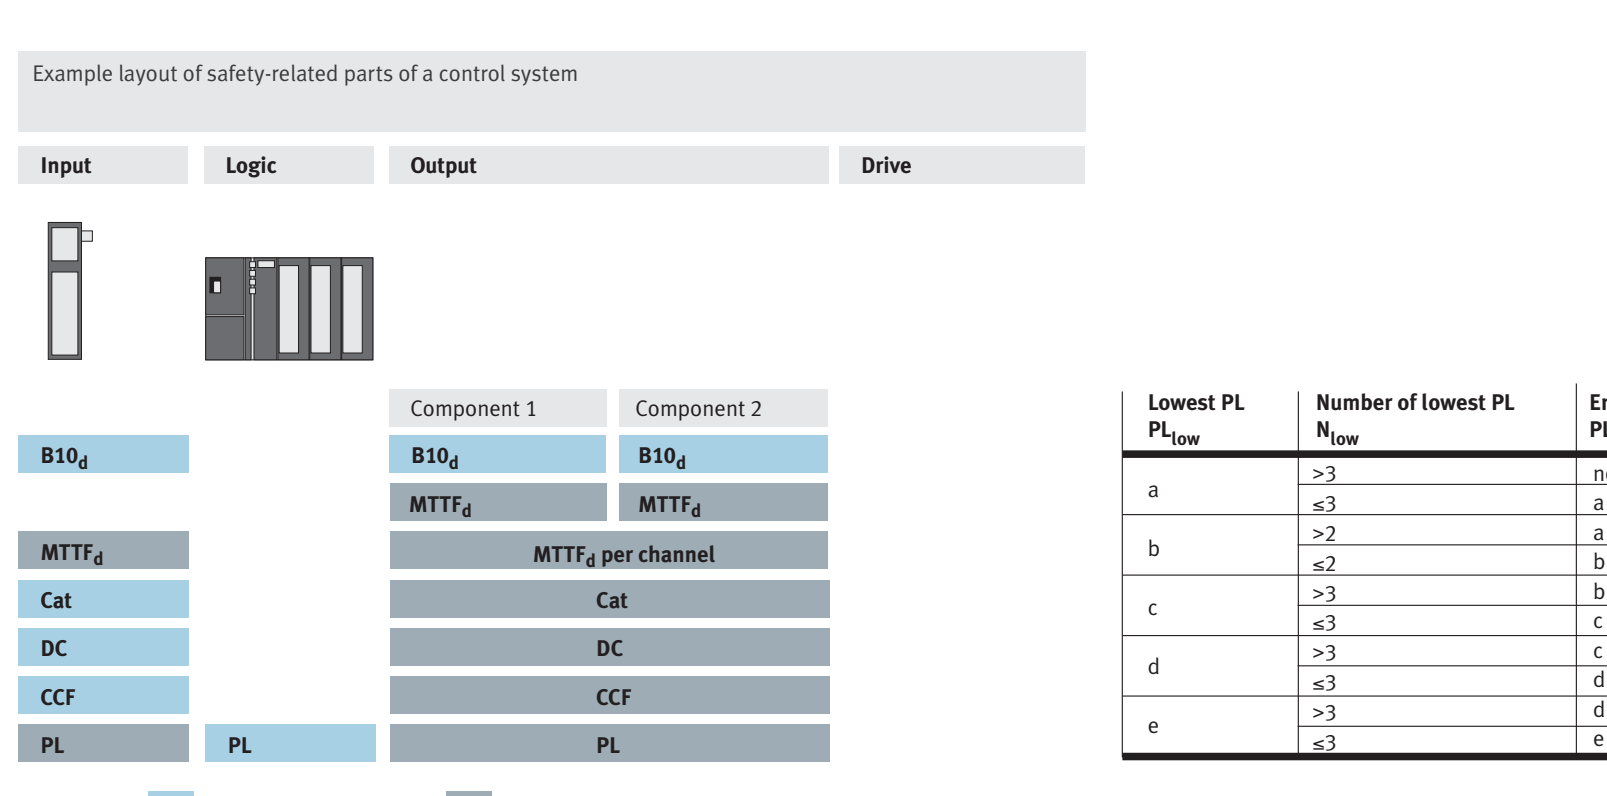 Example layout of safety-related parts of a control system
Input Logic Output Drive
Component 1 Component 2
B10d B10d B10d
MTTFd MTTFd
MTTFd MTTFd per channel
Cat Cat
DC DC
CCF CCF
PL PL PL
Lowest PL Number of lowest PL
PLlow Nlow PL
a >3
≤3 a
b >2 a
≤2 b
c >3 b
≤3 c
d >3 c
≤3 d
e >3 d
≤3 e